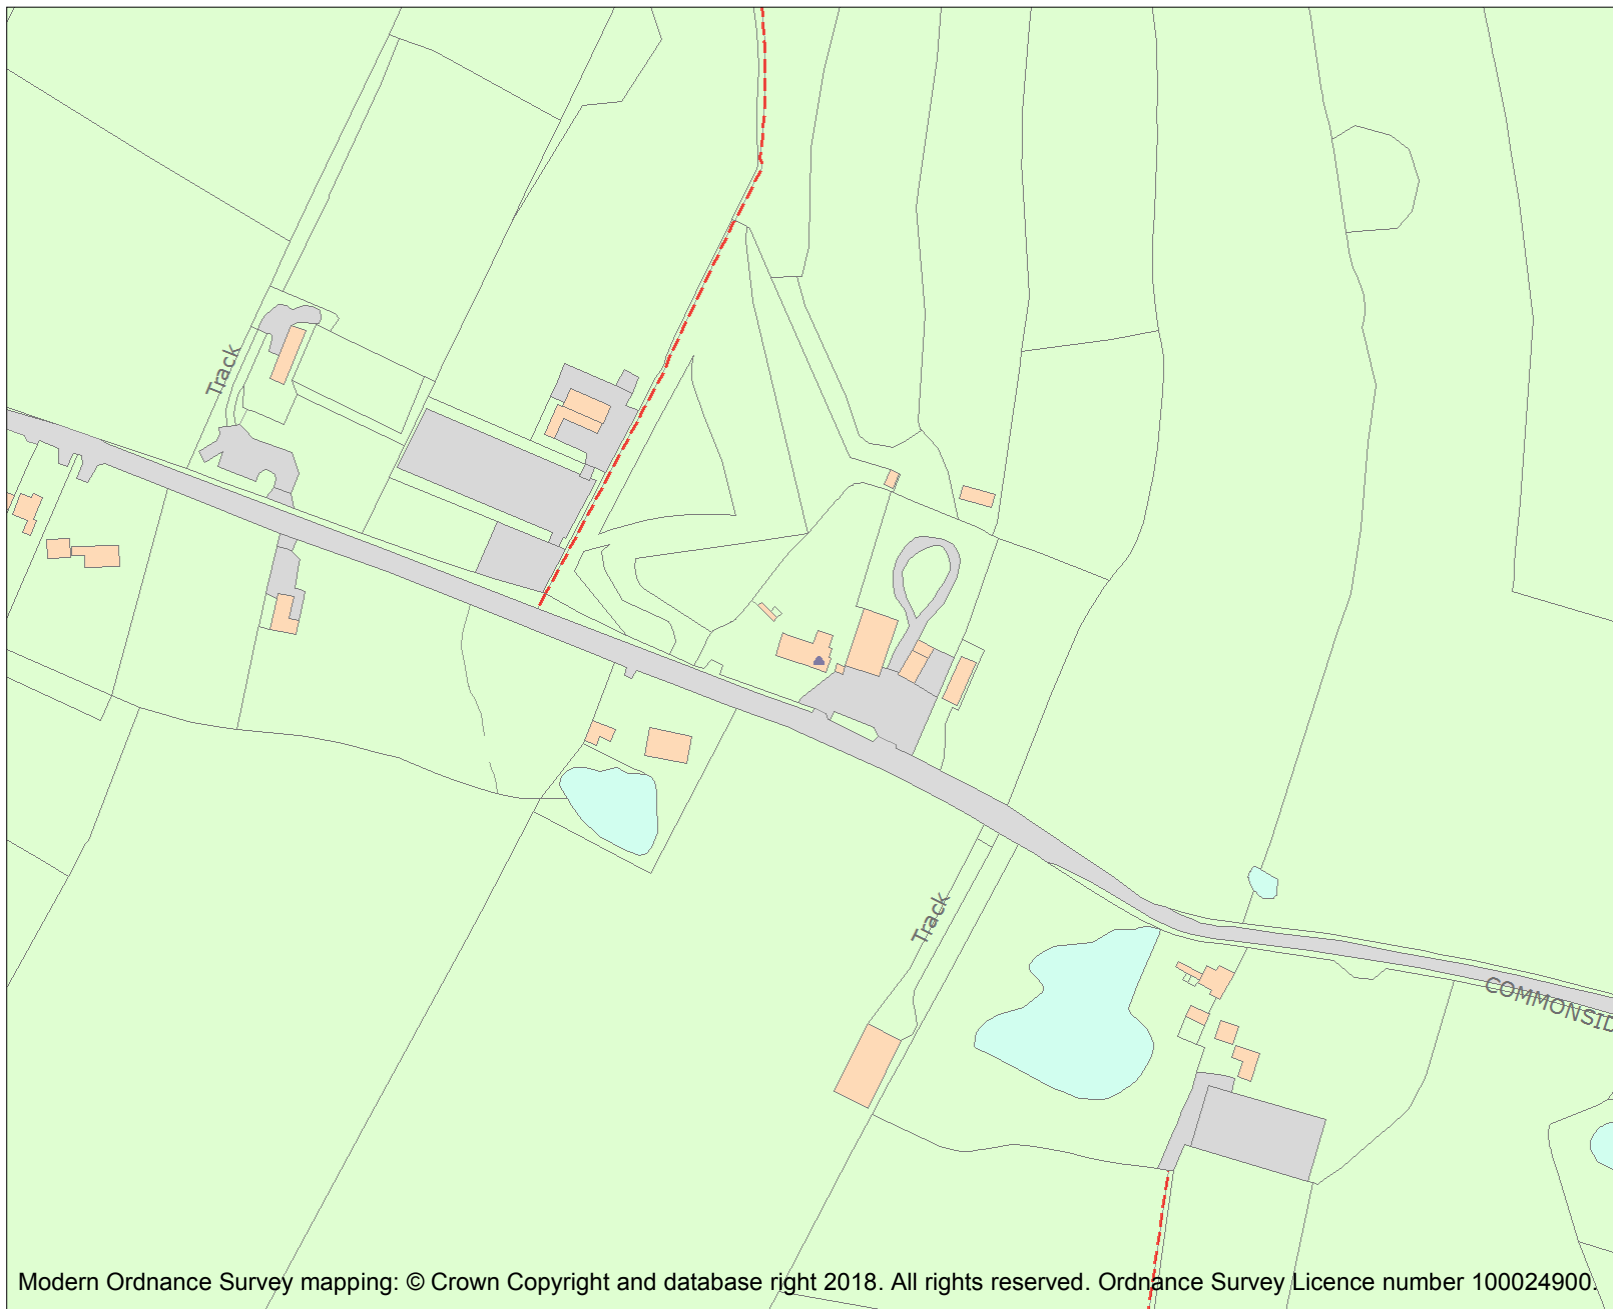 Track
Track
COMMONSID
Modern Ordnance Survey mapping: © Crown Copyright and database right 2018. All rights reserved. Ordnance Survey Licence number 100024900.